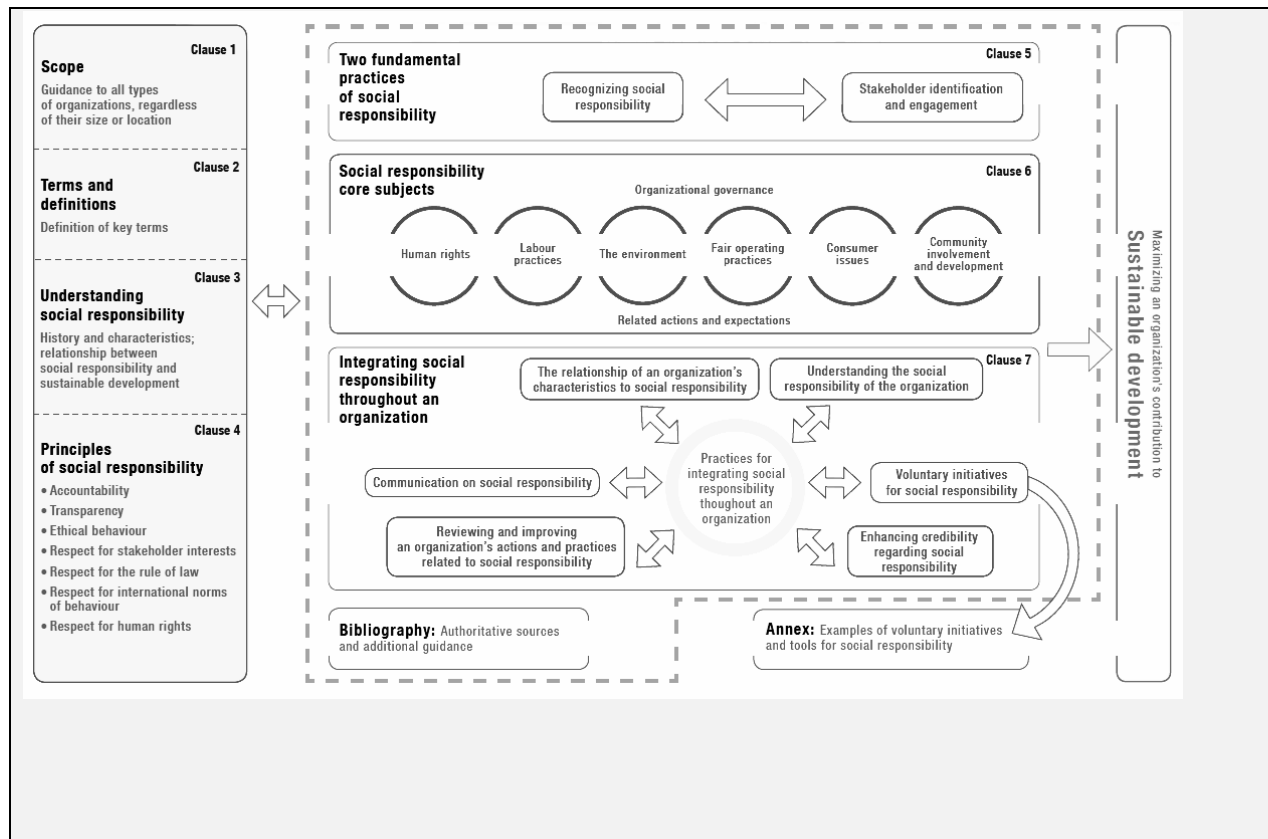 Clause 1
Scope
Guidance to all types
of organizations, regardless
of their size or location
Clause 2
Terms and
definitions
Definition of key terms
Clause 3
Understanding
social responsibility
History and characteristics;
relationship between
social responsibility and
sustainable development
Clause 4
Principles
of social responsibility
• Accountability
• Transparency
• Ethical behaviour
• Respect for stakeholder interests
• Respect for the rule of law
• Respect for international norms
of behaviour
• Respect for human rights
Two fundamental
practices
of social
responsibility
Clause 5
Recognizing social
responsibility
Stakeholder identification
and engagement
Social responsibility
core subjects
Clause 6
Organizational governance
Human rights
Labour
practices
The environment
Fair operating
practices
Consumer
issues
Community
involvement
and development
Related actions and expectations
Integrating social
responsibility
throughout an
organization
Clause 7
The relationship of an organization's
characteristics to social responsibility
Understanding the social
responsibility of the organization
Practices for
integrating social
responsibility
thoughout an
organization
Communication on social responsibility
Voluntary initiatives
for social responsibility
Reviewing and improving
an organization's actions and practices
related to social responsibility
Enhancing credibility
regarding social
responsibility
Bibliography: Authoritative sources
and additional guidance
Annex: Examples of voluntary initiatives
and tools for social responsibility
Maximizing an organization's contribution to
Sustainable development